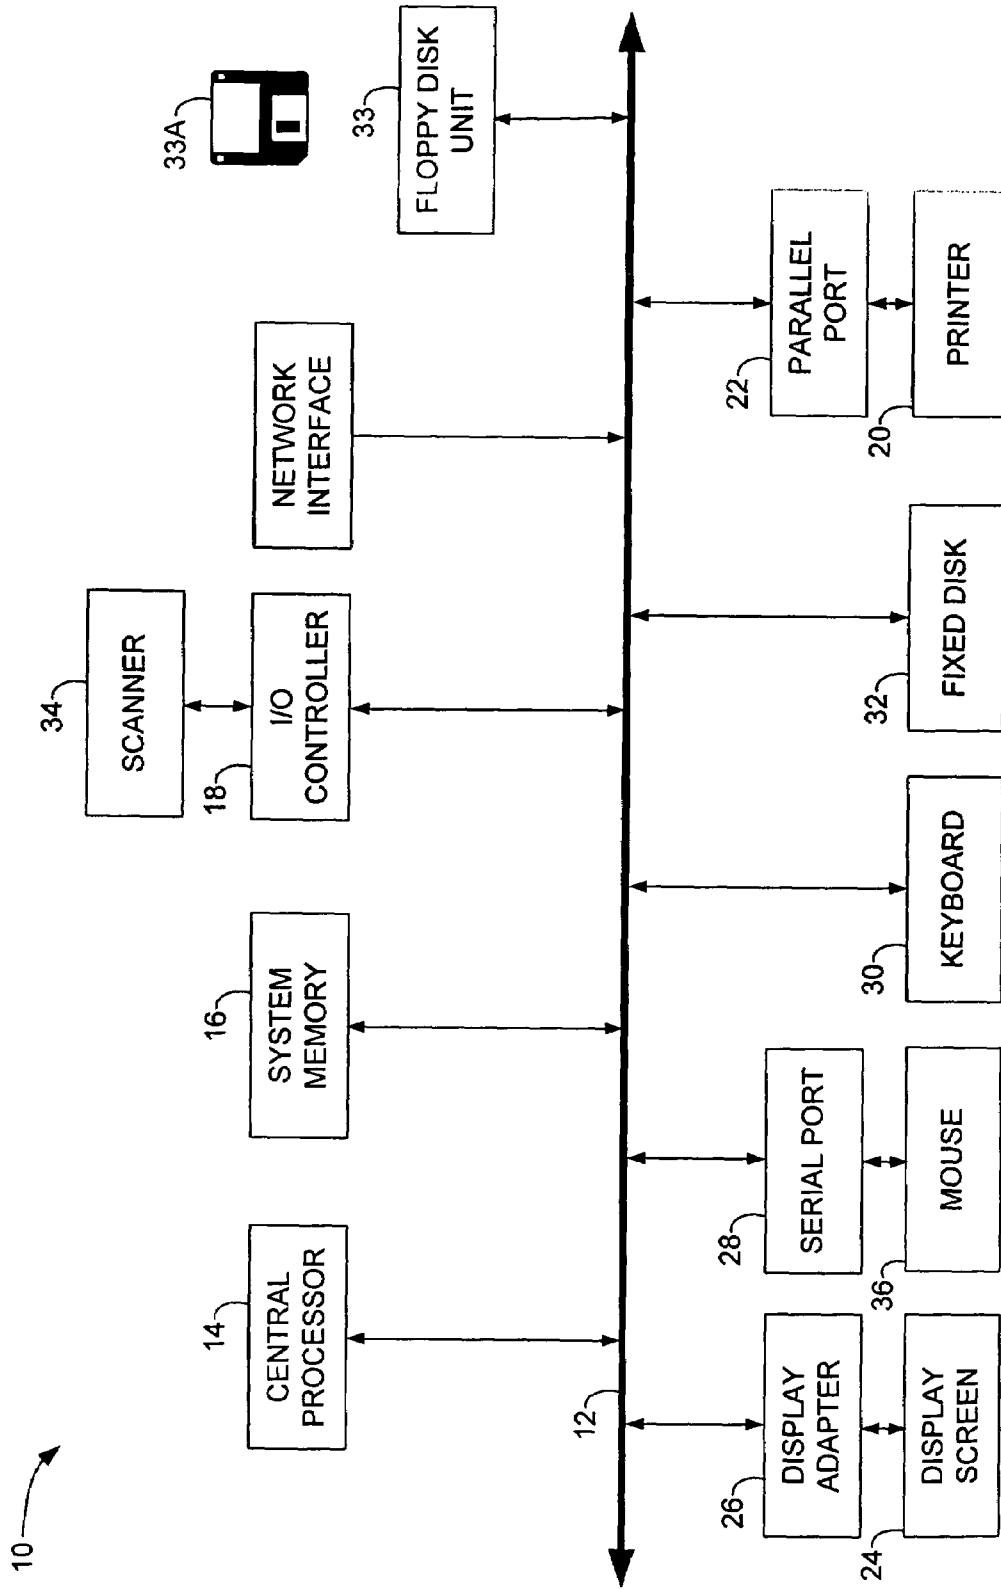 10
33A
34
SCANNER
14
CENTRAL
PROCESSOR
16
SYSTEM
MEMORY
18
I/O
CONTROLLER
NETWORK
INTERFACE
33
FLOPPY DISK
UNIT
12
26
DISPLAY
ADAPTER
28
SERIAL PORT
22
PARALLEL
PORT
24
DISPLAY
SCREEN
36
MOUSE
30
KEYBOARD
32
FIXED DISK
20
PRINTER